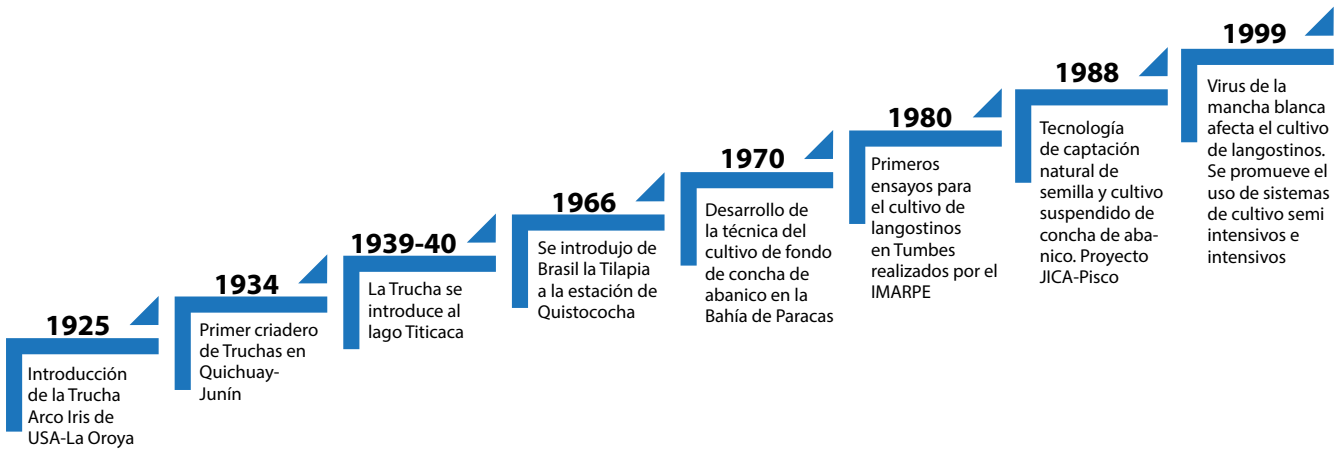 1925
Introducción
de la Trucha
Arco Iris de
USA-La Oroya
1934
Primer criadero
de Truchas en
Quichuay-
Junín
1939-40
La Trucha se
introduce al
lago Titicaca
1966
Se introdujo de
Brasil la Tilapia
a la estación de
Quistococha
1970
Desarrollo de
la técnica del
cultivo de fondo
de concha de
abanico en la
Bahía de Paracas
1980
Primeros
ensayos para
el cultivo de
langostinos
en Tumbes
realizados por el
IMARPE
1988
Tecnología
de captación
natural de
semilla y cultivo
suspendido de
concha de aba-
nico. Proyecto
JICA-Pisco
1999
Virus de la
mancha blanca
afecta el cultivo
de langostinos.
Se promueve el
uso de sistemas
de cultivo semi
intensivos e
intensivos